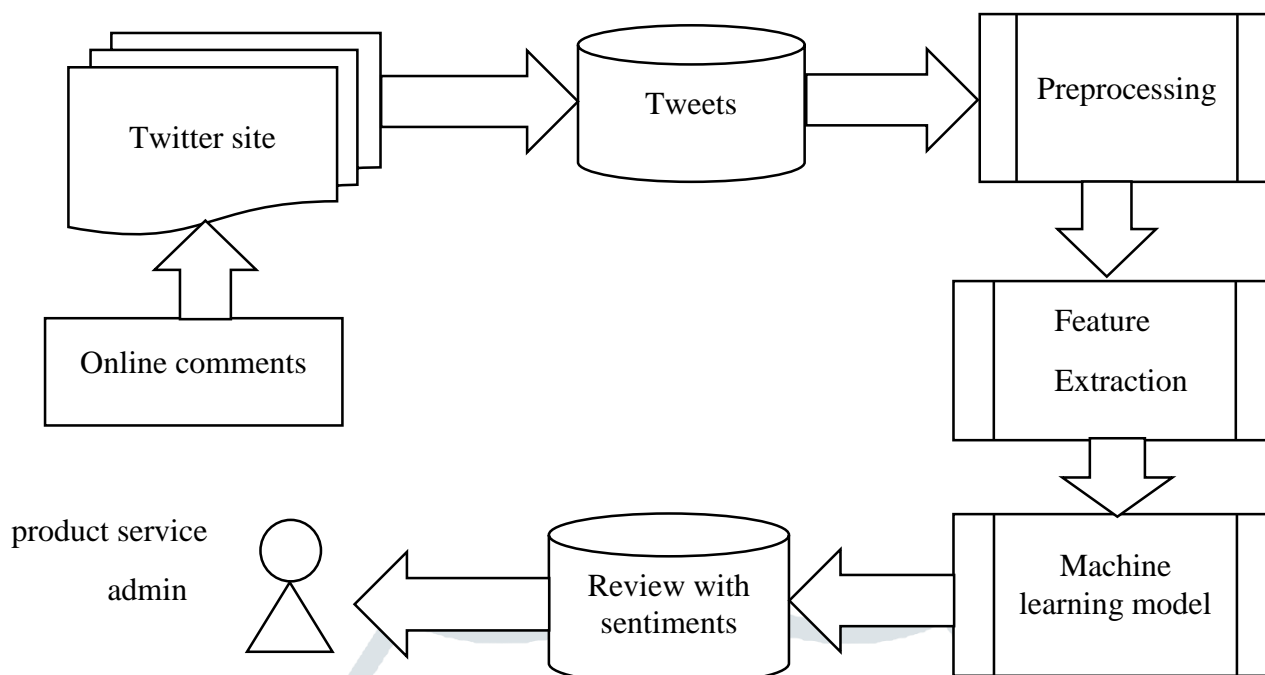 Twitter site
Tweets
Preprocessing
Online comments
Feature
Extraction
product service
admin
Review with
sentiments
Machine
learning model